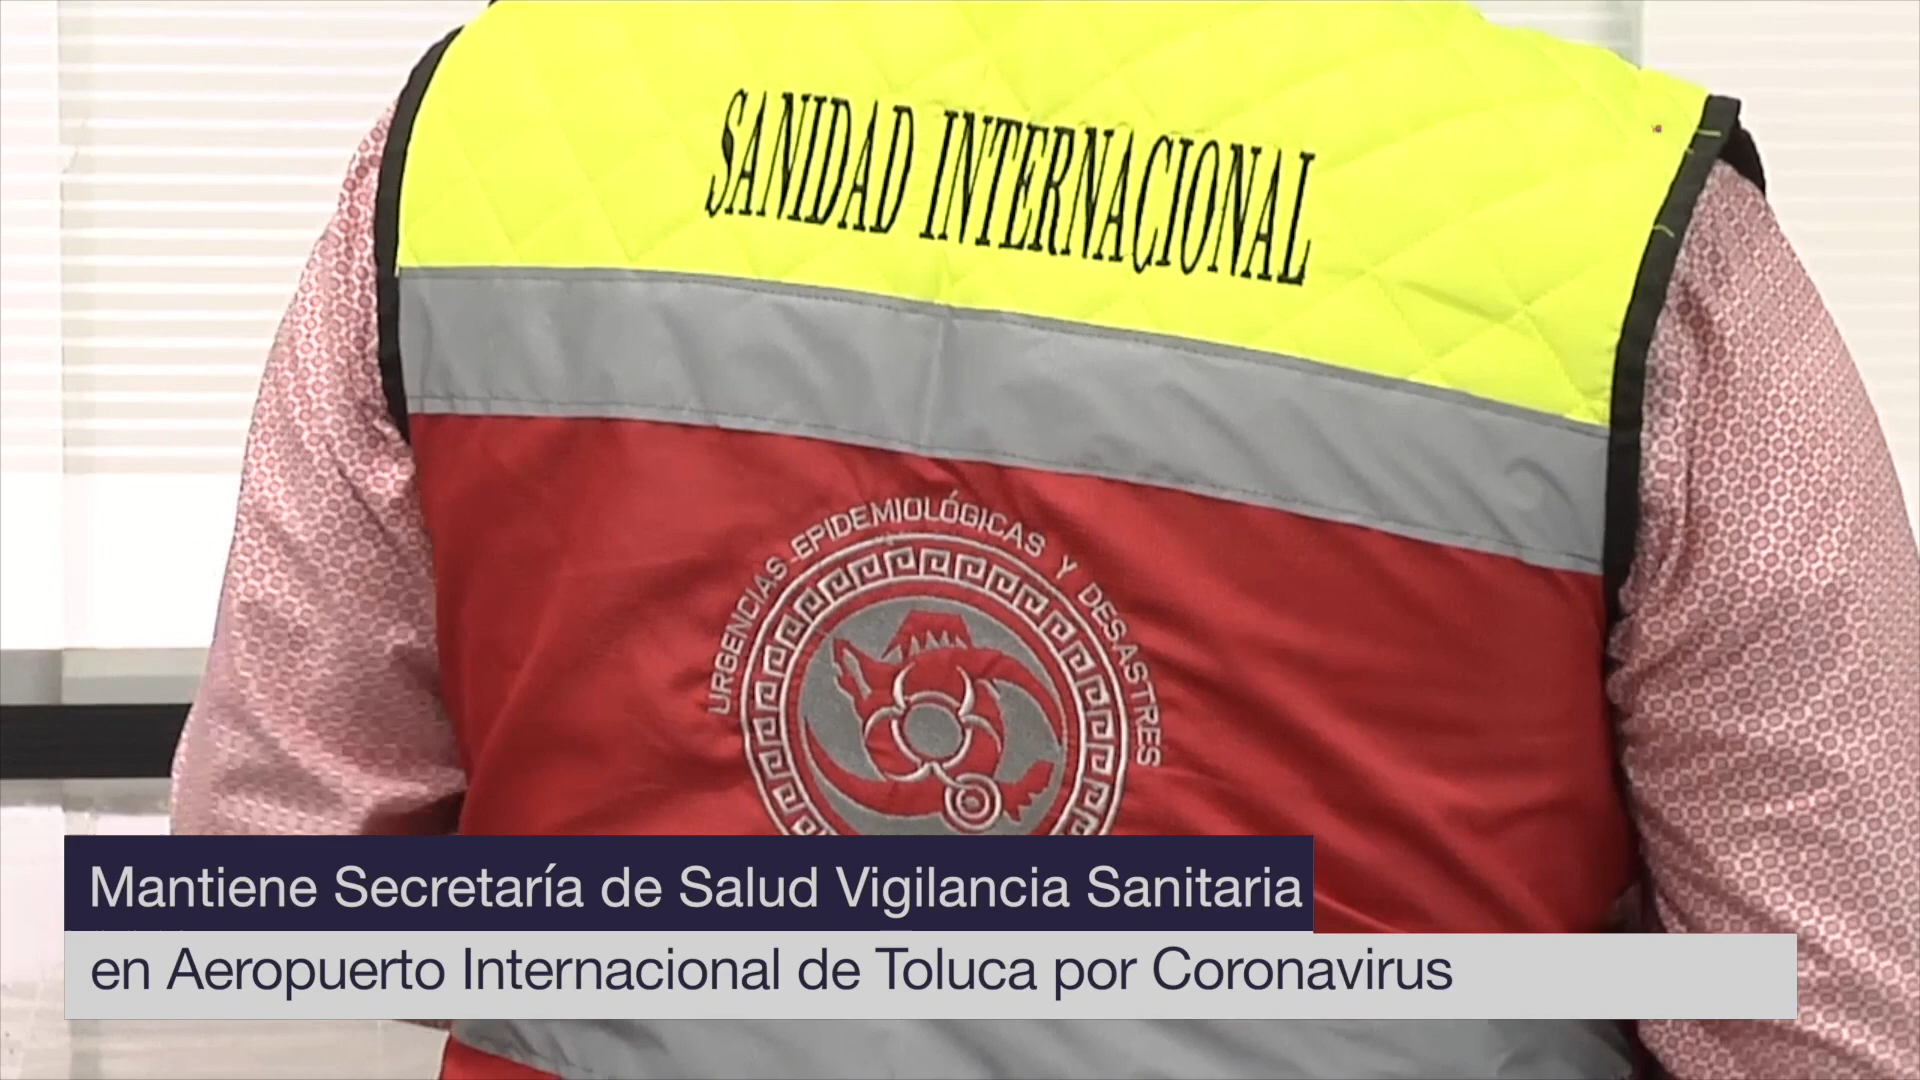 SANIDAD INTERNACIONAL
URGENCIAS EPIDEMIOLÓGICAS Y DESASTRES
Mantiene Secretaría de Salud Vigilancia Sanitaria
en Aeropuerto Internacional de Toluca por Coronavirus